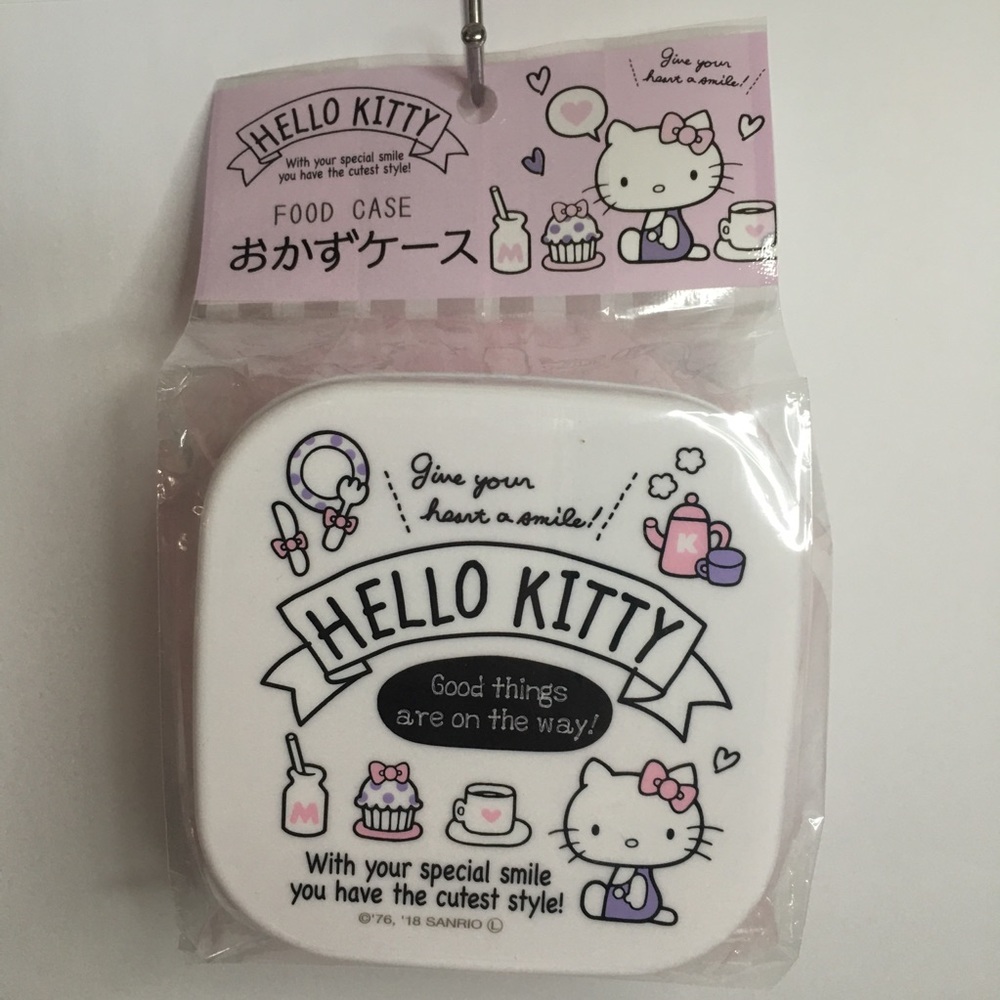 Give your
heart a smile!
HELLO KITTY
With your special smile
you have the cutest style!
FOOD CASE
おかずケース
M
Give your
heart a smile!
K
HELLO KITTY
Good things
are on the way!
M
With your special smile
you have the cutest style!
©'76, '18 SANRIO Ⓛ